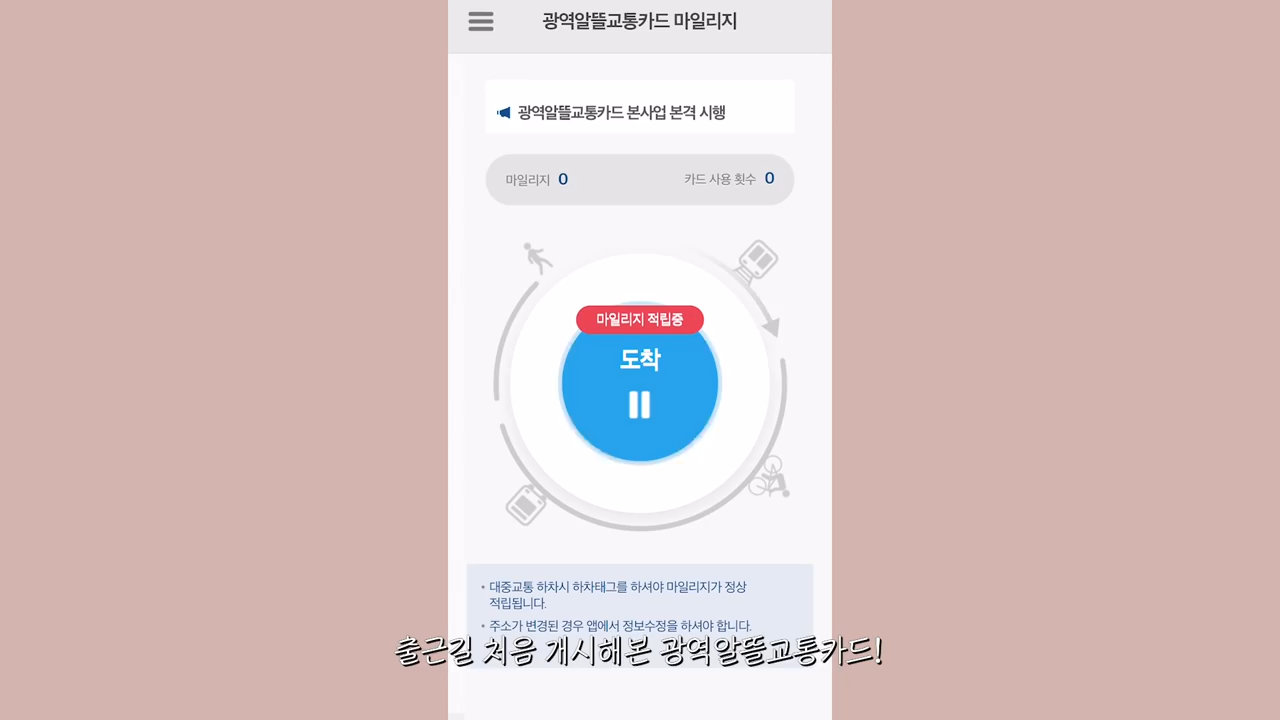 광역알뜰교통카드 마일리지
광역알뜰교통카드 본사업 본격 시행
마일리지 0 카드 사용 횟수 0
마일리지 적립중
도착
• 대중교통 하차시 하차태그를 하셔야 마일리지가 정상
적립됩니다.
• 주소가 변경된 경우 앱에서 정보수정을 하셔야 합니다.
출근길 처음 개시해본 광역알뜰교통카드!